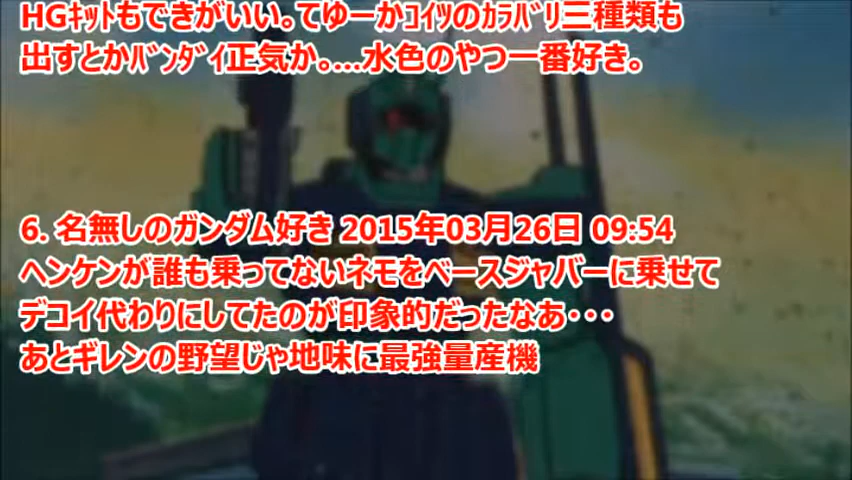 HGｷｯﾄもできがいい。てゆーかｺｲﾂのｶﾗﾊﾞﾘ三種類も
出すとかﾊﾞﾝﾀﾞｲ正気か。…水色のやつ一番好き。
6. 名無しのガンダム好き 2015年03月26日 09:54
ヘンケンが誰も乗ってないネモをベースジャバーに乗せて
デコイ代わりにしてたのが印象的だったなあ・・・
あとギレンの野望じゃ地味に最強量産機